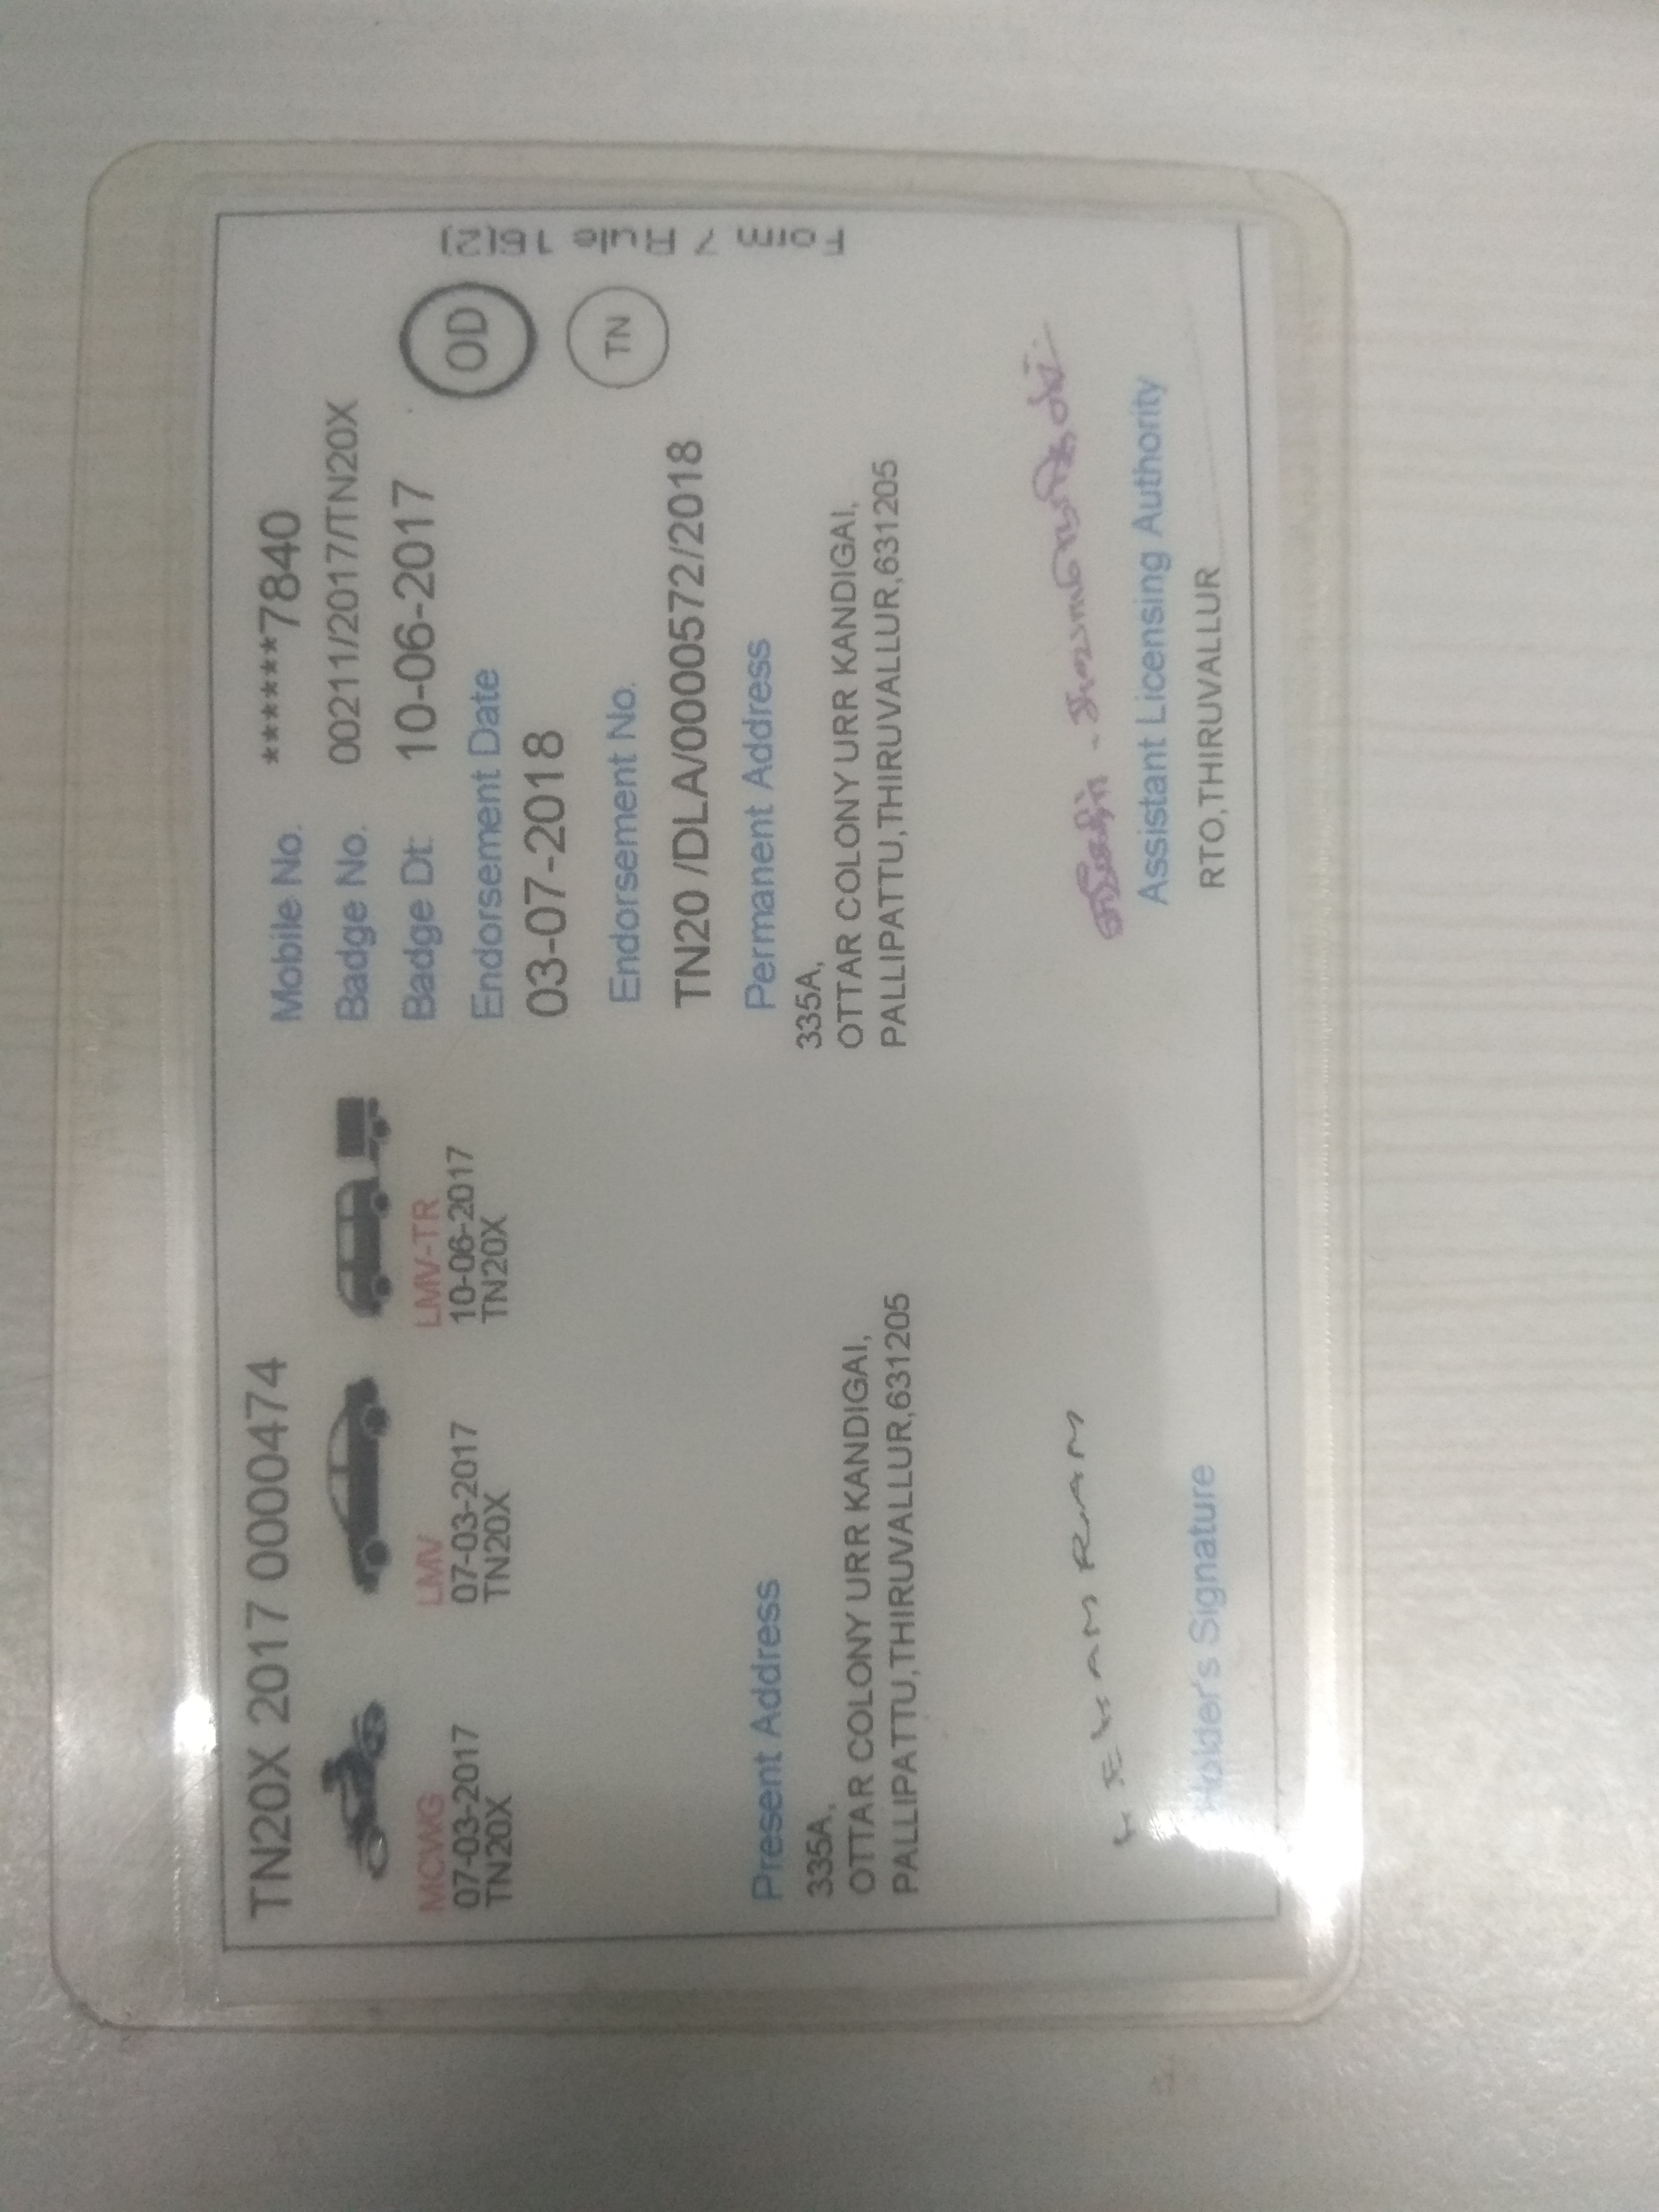 TN20X 2017 0000474
MCWG
07-03-2017
TN20X
LMV
07-03-2017
TN20X
LMV-TR
10-06-2017
TN20X
Mobile No. ******7840
Badge No. 00211/2017/TN20X
Badge Dt. 10-06-2017
Endorsement Date
03-07-2018
Endorsement No.
TN20 /DLA/0000572/2018
OD
TN
Form 7 Rule 16(2)
Present Address
335A,
OTTAR COLONY URR KANDIGAI,
PALLIPATTU,THIRUVALLUR,631205
Permanent Address
335A,
OTTAR COLONY URR KANDIGAI,
PALLIPATTU,THIRUVALLUR,631205
Holder's Signature
Assistant Licensing Authority
RTO,THIRUVALLUR